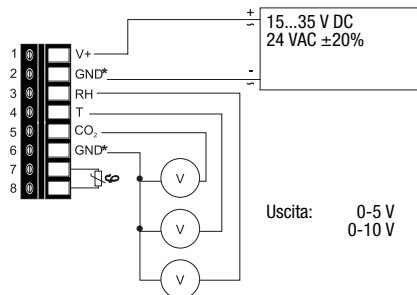 +
15...35 V DC
~
24 VAC ±20%
-
~
1 V+
2 GND*
3 RH
4 T
5 CO₂
6 GND*
7
8
ϑ
V
V
V
Uscita: 0-5 V
0-10 V